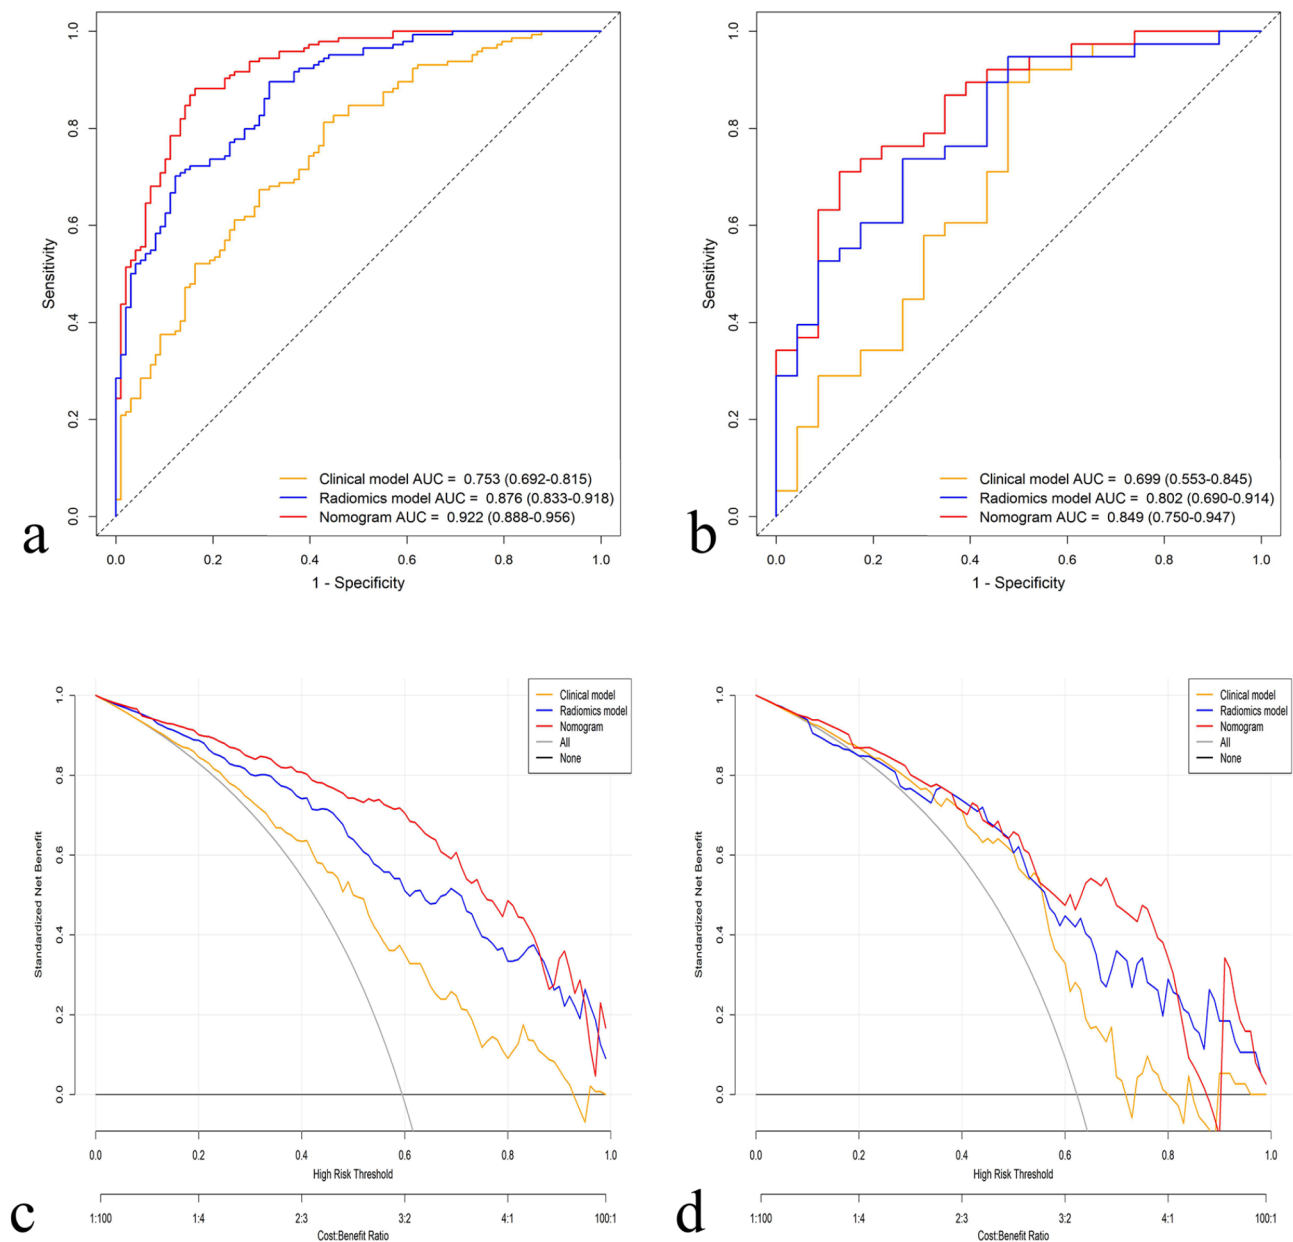 Sensitivity
1.0
0.8
0.6
0.4
0.2
0.0
Clinical model AUC = 0.753 (0.692-0.815)
Radiomics model AUC = 0.876 (0.833-0.918)
Nomogram AUC = 0.922 (0.888-0.956)
0.0 0.2 0.4 0.6 0.8 1.0
1 - Specificity
a
Sensitivity
1.0
0.8
0.6
0.4
0.2
0.0
Clinical model AUC = 0.699 (0.553-0.845)
Radiomics model AUC = 0.802 (0.690-0.914)
Nomogram AUC = 0.849 (0.750-0.947)
0.0 0.2 0.4 0.6 0.8 1.0
1 - Specificity
b
Standardized Net Benefit
1.0
0.8
0.6
0.4
0.2
0.0
Clinical model
Radiomics model
Nomogram
All
None
0.0 0.2 0.4 0.6 0.8 1.0
High Risk Threshold
1:100 1:4 2:3 3:2 4:1 100:1
Cost:Benefit Ratio
c
Standardized Net Benefit
1.0
0.8
0.6
0.4
0.2
0.0
Clinical model
Radiomics model
Nomogram
All
None
0.0 0.2 0.4 0.6 0.8 1.0
High Risk Threshold
1:100 1:4 2:3 3:2 4:1 100:1
Cost:Benefit Ratio
d